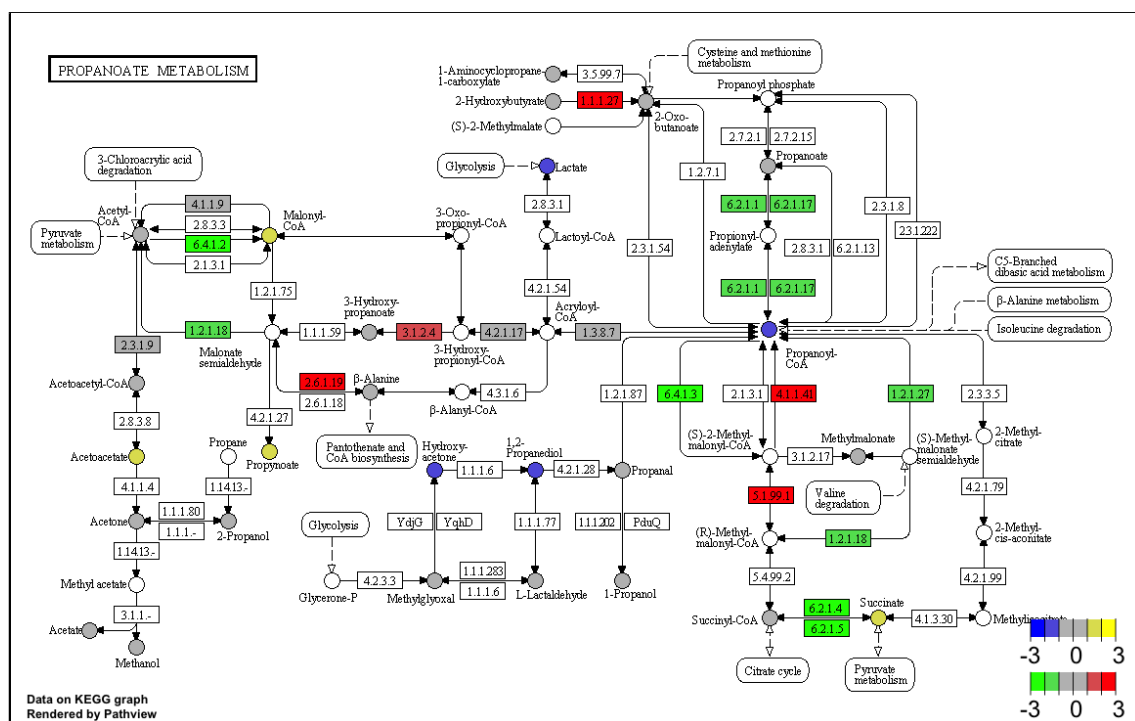 PROPANOATE METABOLISM
Cysteine and methionine
metabolism
1-Aminocyclopropane
1-carboxylate
3.5.99.7
Propanoyl phosphate
2-Hydroxybutyrate
1.1.1.27
2-Oxo-
butanoate
(S)-2-Methylmalate
2.7.2.1
2.7.2.15
3-Chloroacrylic acid
degradation
Glycolysis
Lactate
Propanoate
1.2.7.1
Acetyl-
CoA
4.1.1.9
2.8.3.3
6.4.1.2
2.1.3.1
Malonyl-
CoA
Pyruvate
metabolism
3-Oxo-
propionyl-CoA
2.8.3.1
Lactoyl-CoA
6.2.1.1
6.2.1.17
2.3.1.8
2.3.1.222
Propionyl-
adenylate
2.3.1.54
2.8.3.1
6.2.1.13
C5-Branched
dibasic acid metabolism
β-Alanine metabolism
Isoleucine degradation
1.2.1.75
4.2.1.54
6.2.1.1
6.2.1.17
3-Hydroxy-
propanoate
Acryloyl-
CoA
1.2.1.18
Malonate
semialdehyde
1.1.1.59
3.1.2.4
3-Hydroxy-
propionyl-CoA
4.2.1.17
1.3.8.7
Propanoyl-
CoA
2.3.1.9
Acetoacetyl-CoA
2.6.1.19
2.6.1.18
β-Alanine
4.3.1.6
β-Alanyl-CoA
1.2.1.87
6.4.1.3
2.1.3.1
4.1.1.41
1.2.1.27
2.3.3.5
2.8.3.8
4.2.1.27
Pantothenate and
CoA biosynthesis
Acetoacetate
Propane
Propynoate
Hydroxy-
acetone
1,2-
Propanediol
1.1.1.6
4.2.1.28
Propanal
(S)-2-Methyl-
malonyl-CoA
3.1.2.17
Methylmalonate
(S)-Methyl-
malonate
semialdehyde
2-Methyl-
citrate
4.1.1.4
1.14.13.-
Acetone
1.1.1.80
1.1.1.-
2-Propanol
Glycolysis
YdjG
YqhD
1.1.1.77
1.1.1.202
PduQ
5.1.99.1
Valine
degradation
4.2.1.79
1.14.13.-
(R)-Methyl-
malonyl-CoA
1.2.1.18
2-Methyl-
cis-aconitate
Methyl acetate
Glycerone-P
4.2.3.3
Methylglyoxal
1.1.1.283
1.1.1.6
L-Lactaldehyde
1-Propanol
5.4.99.2
4.2.1.99
3.1.1.-
Acetate
Methanol
Succinyl-CoA
6.2.1.4
6.2.1.5
Succinate
4.1.3.30
Citrate cycle
Pyruvate
metabolism
-3 0 3
-3 0 3
Data on KEGG graph
Rendered by Pathview